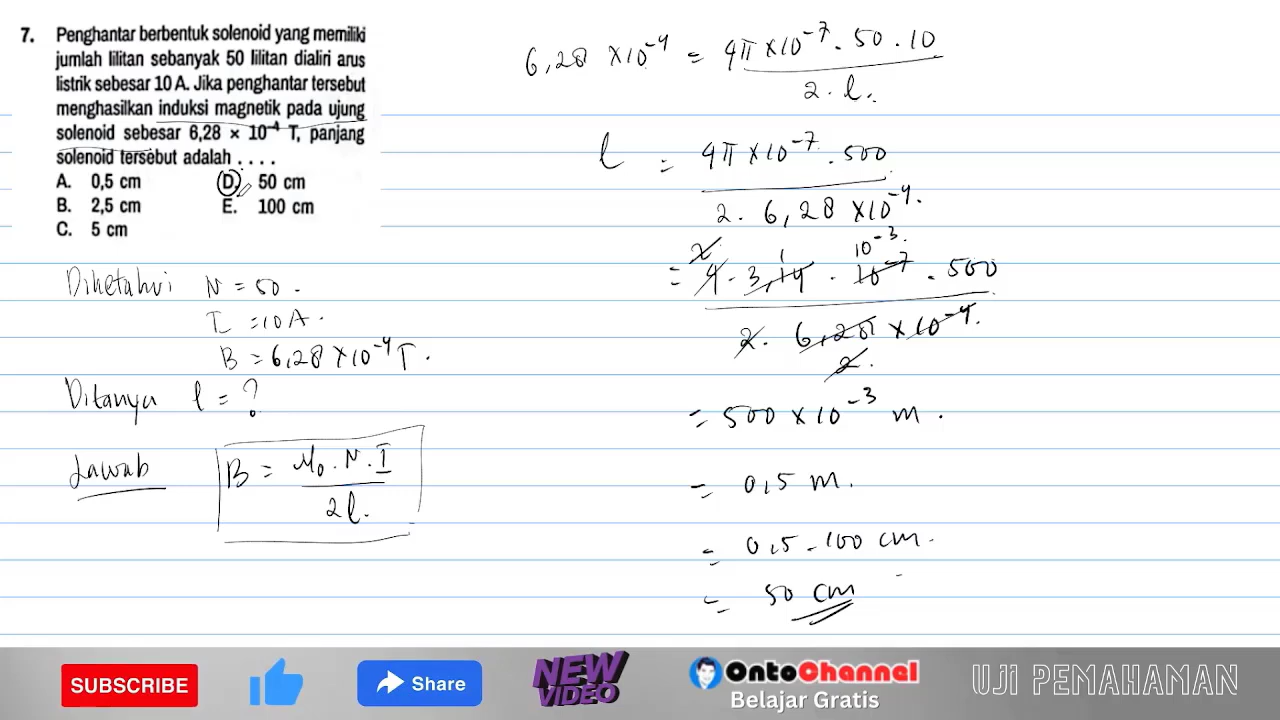 7. Penghantar berbentuk solenoid yang memiliki
jumlah lilitan sebanyak 50 lilitan dialiri arus
listrik sebesar 10 A. Jika penghantar tersebut
menghasilkan induksi magnetik pada ujung
solenoid sebesar 6,28 × 10⁻⁴ T, panjang
solenoid tersebut adalah . . . .
A. 0,5 cm D. 50 cm
B. 2,5 cm E. 100 cm
C. 5 cm
Diketahui N = 50.
I = 10 A.
B = 6,28 × 10⁻⁴ T.
Ditanya l = ?
Jawab B = μ₀ . N . I / 2l.
6,28 × 10⁻⁴ = 4π × 10⁻⁷ . 50 . 10 / 2 . l.
l = 4π × 10⁻⁷ . 500 / 2 . 6,28 × 10⁻⁴.
2 1 10⁻³.
= 4 . 3,14 . 10⁻⁷ . 500 / 2 . 6,28 × 10⁻⁴.
2.
= 500 × 10⁻³ m .
= 0,5 m.
= 0,5 . 100 cm.
= 50 cm
SUBSCRIBE
Share
NEW
VIDEO
OntoChannel
Belajar Gratis
UJI PEMAHAMAN